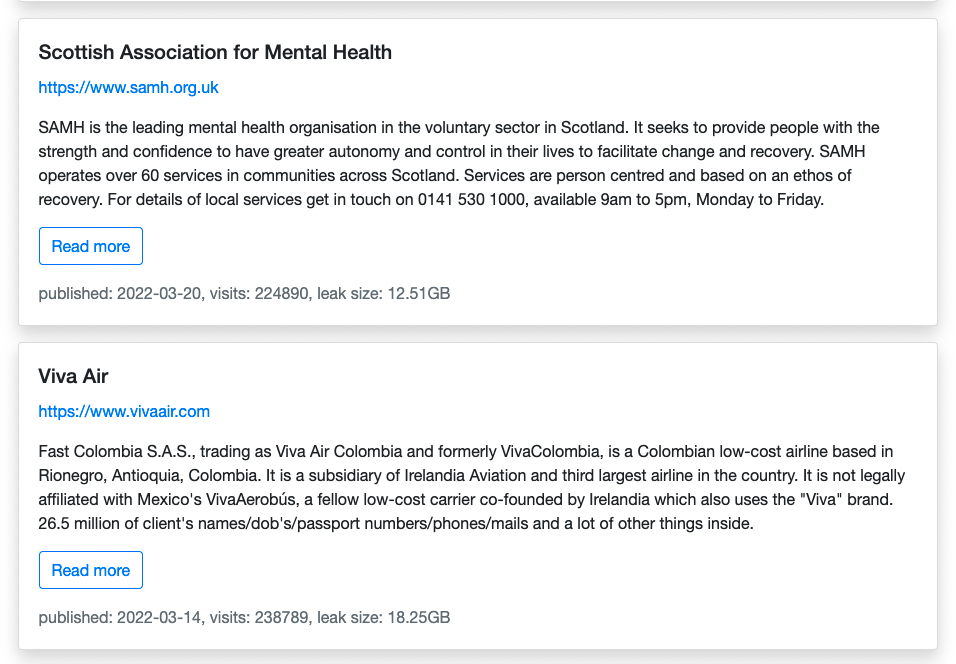 Scottish Association for Mental Health
https://www.samh.org.uk
SAMH is the leading mental health organisation in the voluntary sector in Scotland. It seeks to provide people with the
strength and confidence to have greater autonomy and control in their lives to facilitate change and recovery. SAMH
operates over 60 services in communities across Scotland. Services are person centred and based on an ethos of
recovery. For details of local services get in touch on 0141 530 1000, available 9am to 5pm, Monday to Friday.
Read more
published: 2022-03-20, visits: 224890, leak size: 12.51GB
Viva Air
https://www.vivaair.com
Fast Colombia S.A.S., trading as Viva Air Colombia and formerly VivaColombia, is a Colombian low-cost airline based in
Rionegro, Antioquia, Colombia. It is a subsidiary of Irelandia Aviation and third largest airline in the country. It is not legally
affiliated with Mexico's VivaAerobús, a fellow low-cost carrier co-founded by Irelandia which also uses the "Viva" brand.
26.5 million of client's names/dob's/passport numbers/phones/mails and a lot of other things inside.
Read more
published: 2022-03-14, visits: 238789, leak size: 18.25GB